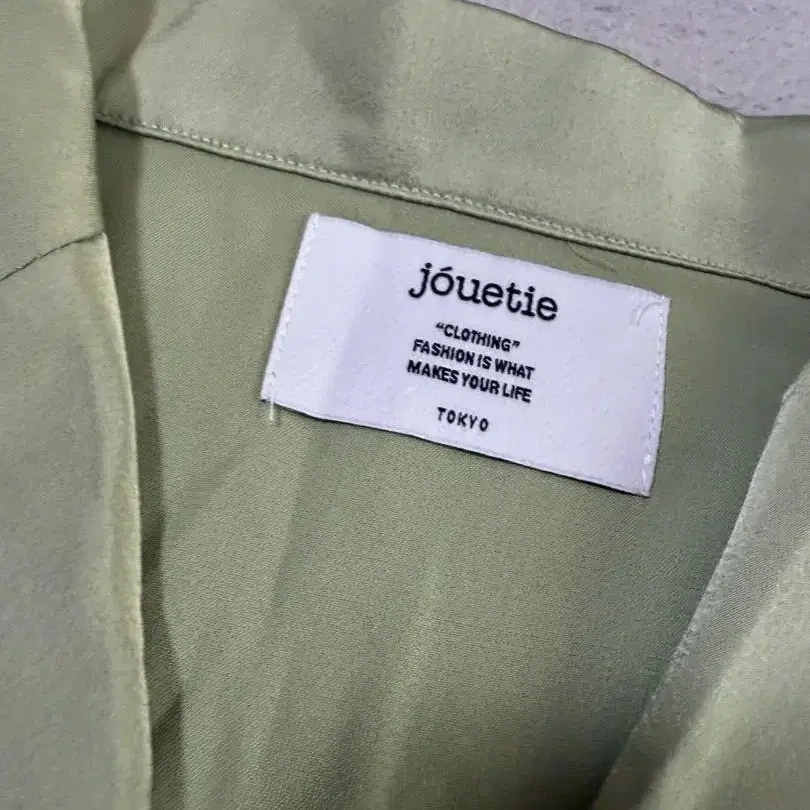 jóuetie
“CLOTHING”
FASHION IS WHAT
MAKES YOUR LIFE
TOKYO